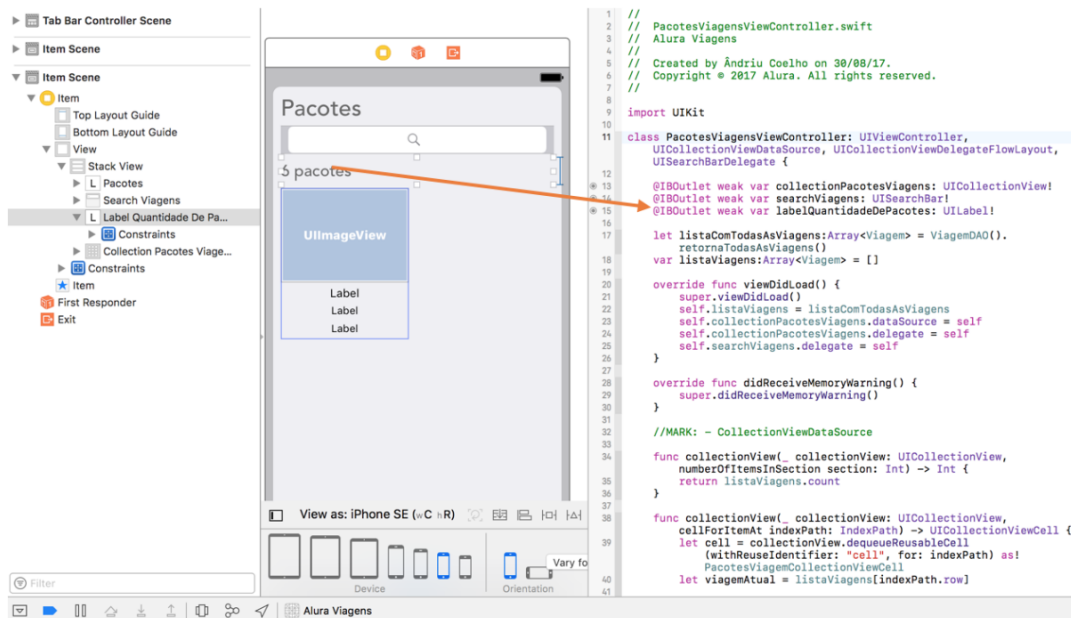 Tab Bar Controller Scene
Item Scene
Item Scene
Item
Top Layout Guide
Bottom Layout Guide
View
Stack View
L Pacotes
Search Viagens
L Label Quantidade De Pa...
Constraints
Collection Pacotes Viage...
Constraints
Item
First Responder
Exit
Filter
Pacotes
5 pacotes
UIImageView
Label
Label
Label
View as: iPhone SE (wC hR)
Vary fo
Device
Orientation
Alura Viagens
1 //
2 //  PacotesViagensViewController.swift
3 //  Alura Viagens
4 //
5 //  Created by Ândriu Coelho on 30/08/17.
6 //  Copyright © 2017 Alura. All rights reserved.
7 //
8
9 import UIKit
10
11 class PacotesViagensViewController: UIViewController,
UICollectionViewDataSource, UICollectionViewDelegateFlowLayout,
UISearchBarDelegate {
12
13 @IBOutlet weak var collectionPacotesViagens: UICollectionView!
14 @IBOutlet weak var searchViagens: UISearchBar!
15 @IBOutlet weak var labelQuantidadeDePacotes: UILabel!
16
17 let listaComTodasAsViagens:Array<Viagem> = ViagemDAO().
retornaTodasAsViagens()
18 var listaViagens:Array<Viagem> = []
19
20 override func viewDidLoad() {
21 super.viewDidLoad()
22 self.listaViagens = listaComTodasAsViagens
23 self.collectionPacotesViagens.dataSource = self
24 self.collectionPacotesViagens.delegate = self
25 self.searchViagens.delegate = self
26 }
27
28 override func didReceiveMemoryWarning() {
29 super.didReceiveMemoryWarning()
30 }
31
32 //MARK: - CollectionViewDataSource
33
34 func collectionView(_ collectionView: UICollectionView,
numberOfItemsInSection section: Int) -> Int {
35 return listaViagens.count
36 }
37
38 func collectionView(_ collectionView: UICollectionView,
cellForItemAt indexPath: IndexPath) -> UICollectionViewCell {
39 let cell = collectionView.dequeueReusableCell
(withReuseIdentifier: "cell", for: indexPath) as!
PacotesViagemCollectionViewCell
40 let viagemAtual = listaViagens[indexPath.row]
41